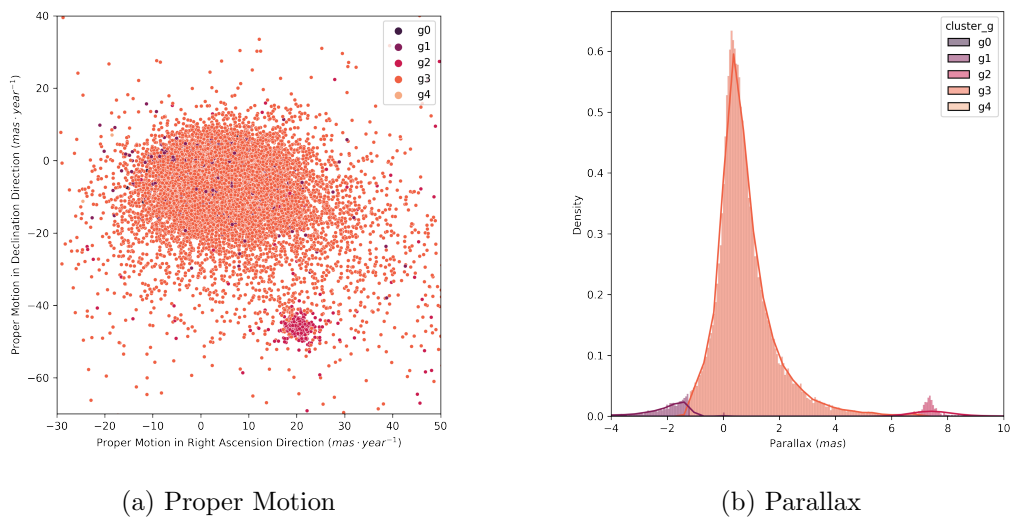 40
20
0
−20
−40
−60
−30
−20
−10
0
10
20
30
40
50
Proper Motion in Declination Direction (mas · year⁻¹)
Proper Motion in Right Ascension Direction (mas · year⁻¹)
g0
g1
g2
g3
g4
(a) Proper Motion
0.6
0.5
0.4
0.3
0.2
0.1
0.0
−4
−2
0
2
4
6
8
10
Density
Parallax (mas)
cluster_g
g0
g1
g2
g3
g4
(b) Parallax